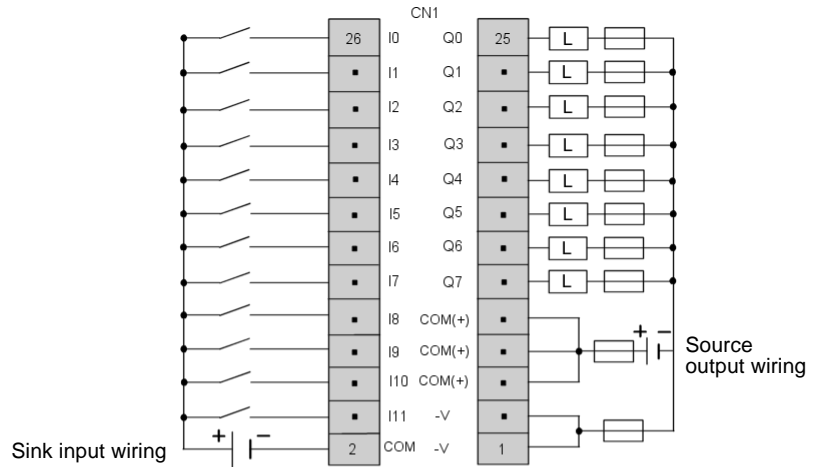 CN1
26 I0 Q0 25 L
I1 Q1 L
I2 Q2 L
I3 Q3 L
I4 Q4 L
I5 Q5 L
I6 Q6 L
I7 Q7 L
I8 COM(+)
+ −
I9 COM(+)
Source
output wiring
I10 COM(+)
I11 -V
+ −
Sink input wiring
2 COM -V 1